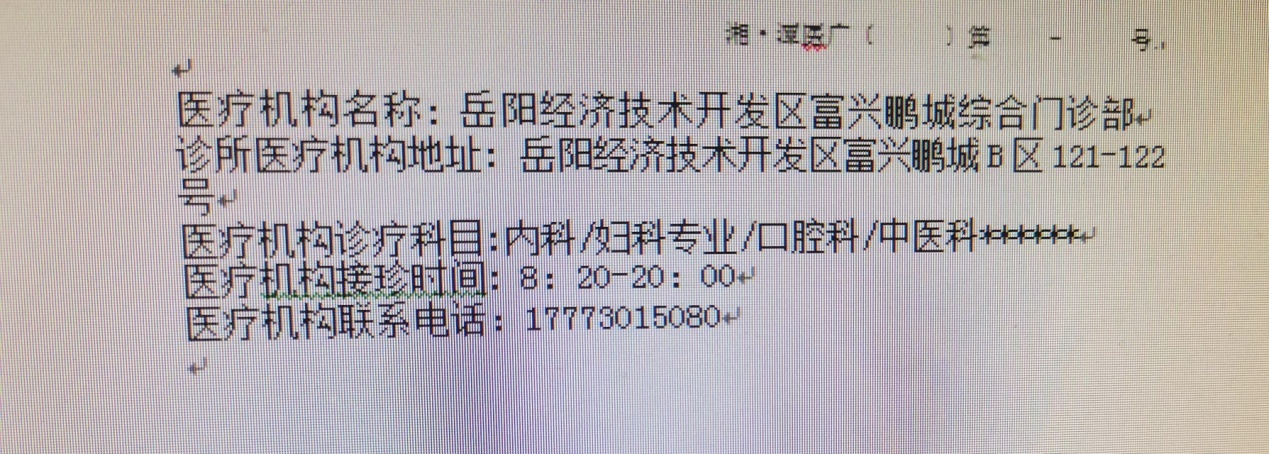 湘·潭医广（ ）第 - 号
医疗机构名称：岳阳经济技术开发区富兴鹏城综合门诊部
诊所医疗机构地址：岳阳经济技术开发区富兴鹏城B区121-122
号
医疗机构诊疗科目:内科/妇科专业/口腔科/中医科******
医疗机构接珍时间：8：20-20：00
医疗机构联系电话：17773015080